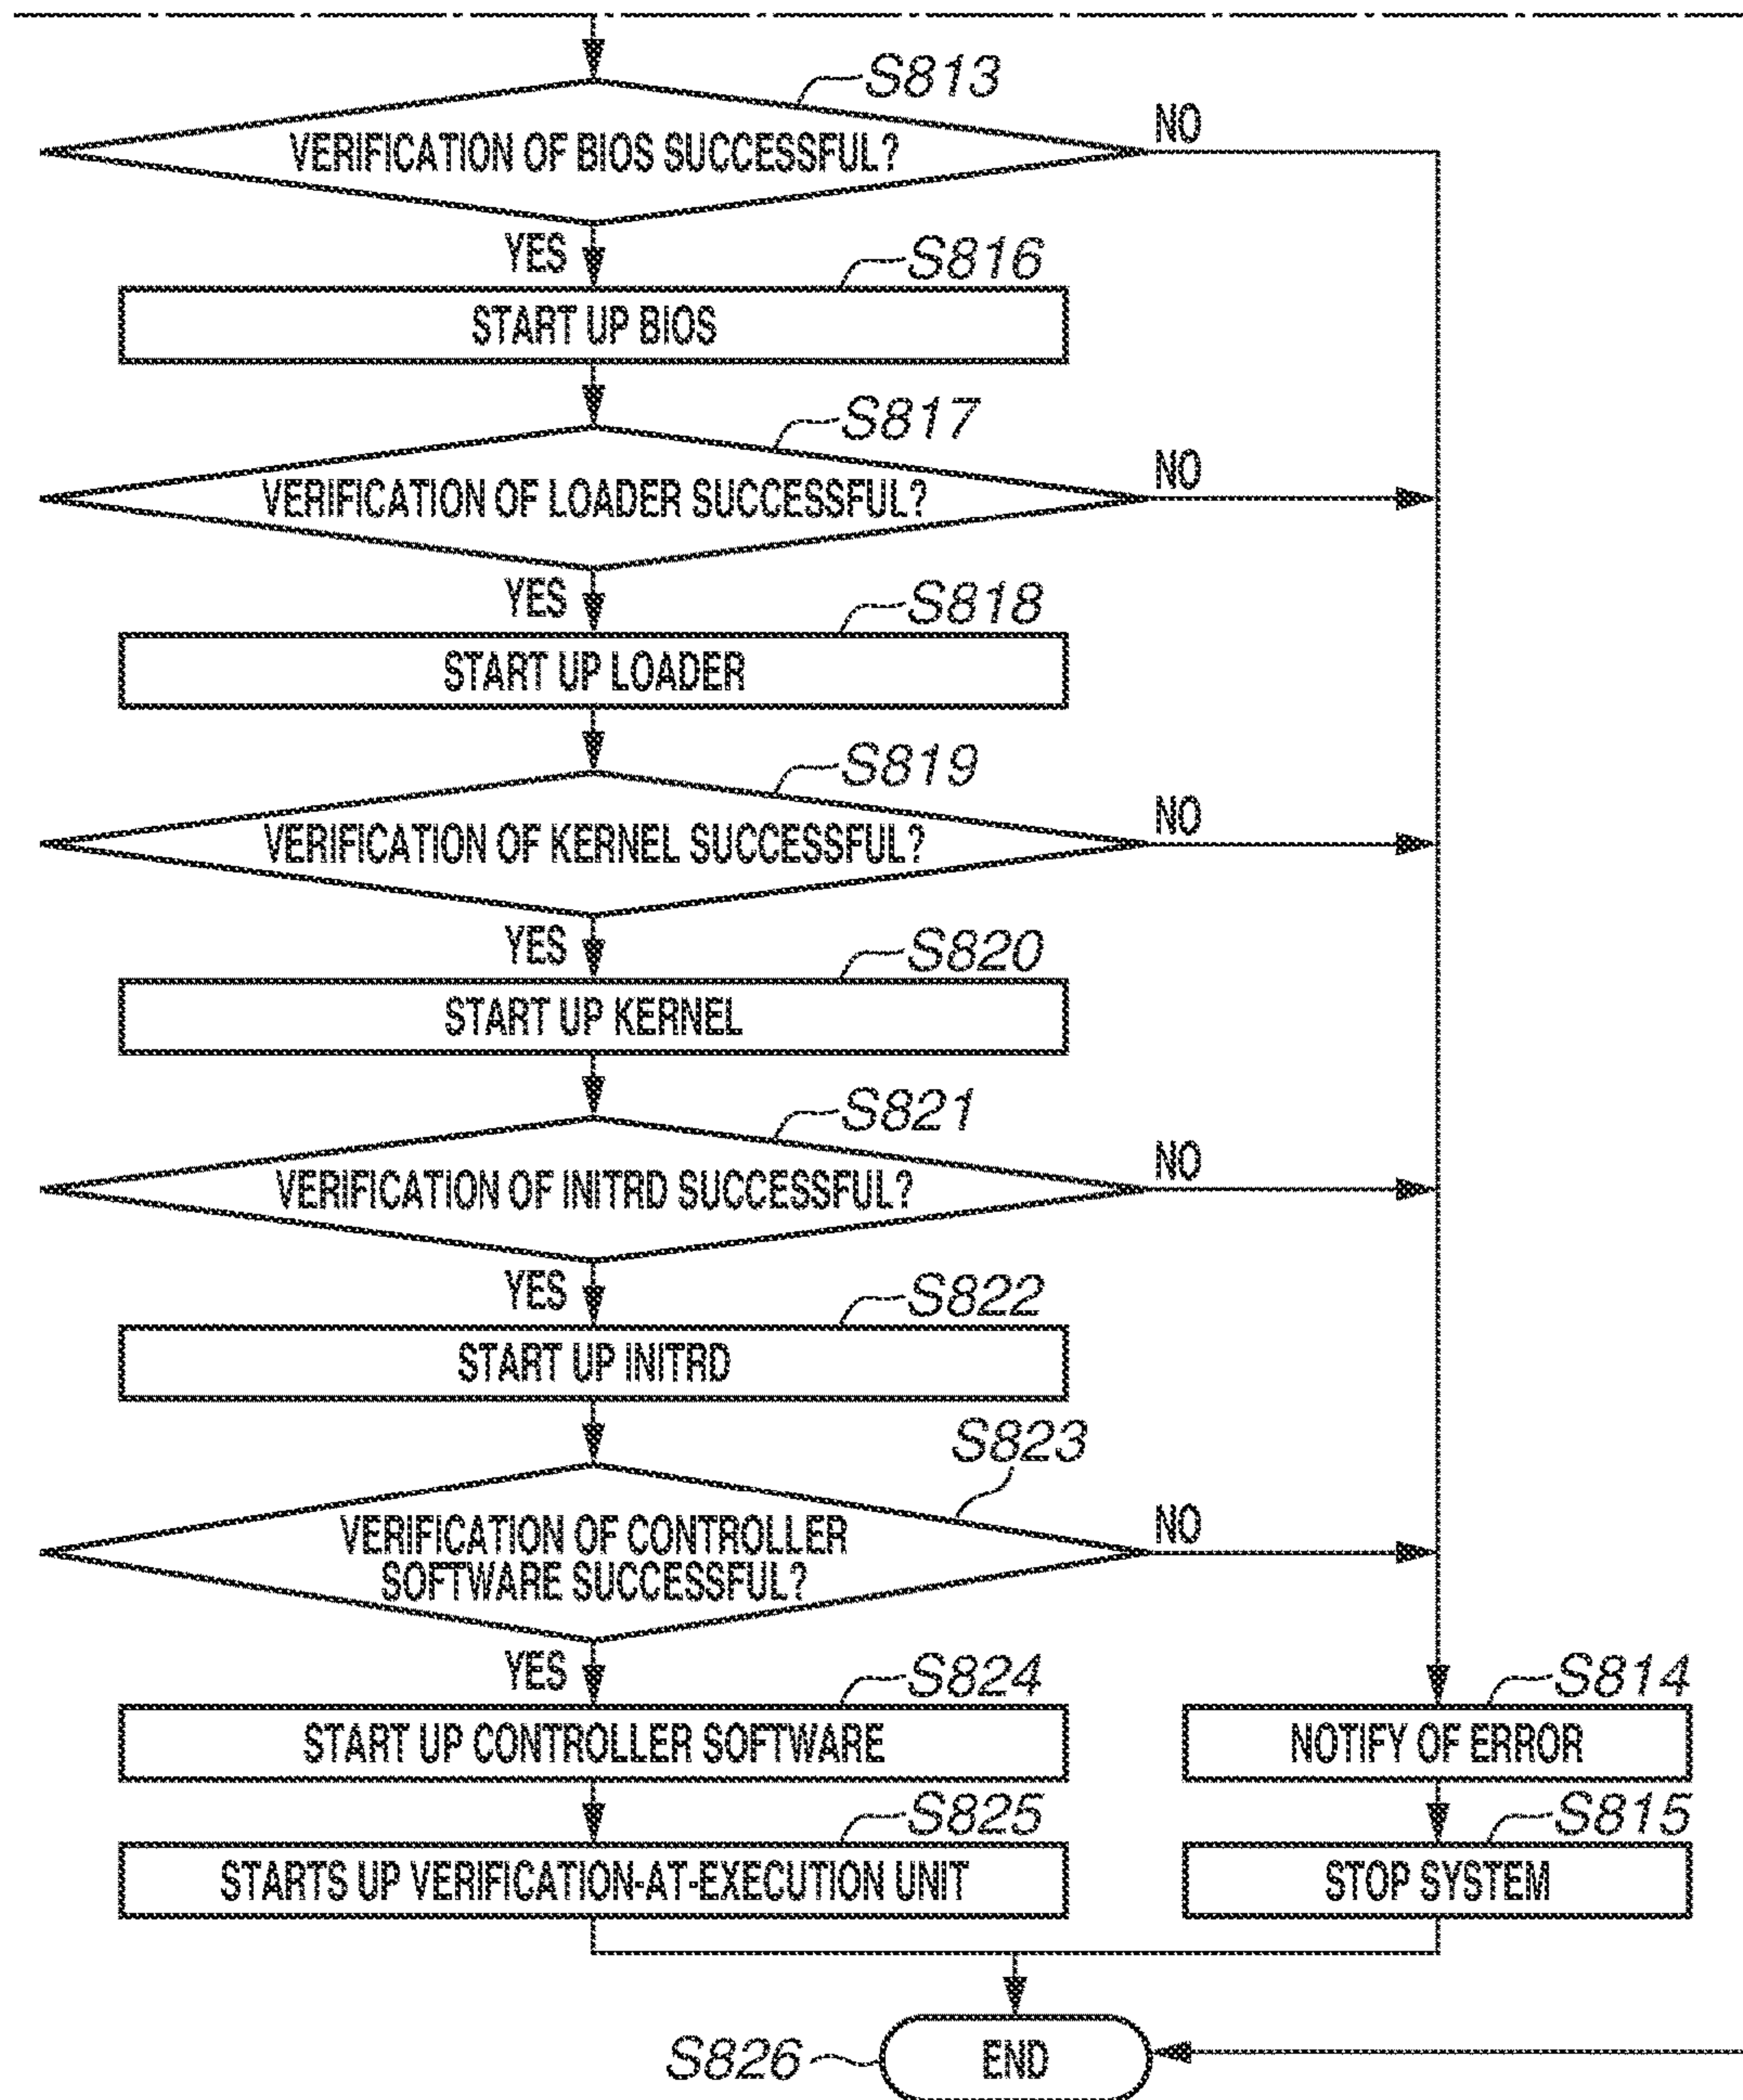 S813
VERIFICATION OF BIOS SUCCESSFUL?
NO
YES
S816
START UP BIOS
S817
VERIFICATION OF LOADER SUCCESSFUL?
NO
YES
S818
START UP LOADER
S819
VERIFICATION OF KERNEL SUCCESSFUL?
NO
YES
S820
START UP KERNEL
S821
VERIFICATION OF INITRD SUCCESSFUL?
NO
YES
S822
START UP INITRD
S823
VERIFICATION OF CONTROLLER
SOFTWARE SUCCESSFUL?
NO
YES
S824
START UP CONTROLLER SOFTWARE
S814
NOTIFY OF ERROR
S825
STARTS UP VERIFICATION-AT-EXECUTION UNIT
S815
STOP SYSTEM
S826
END